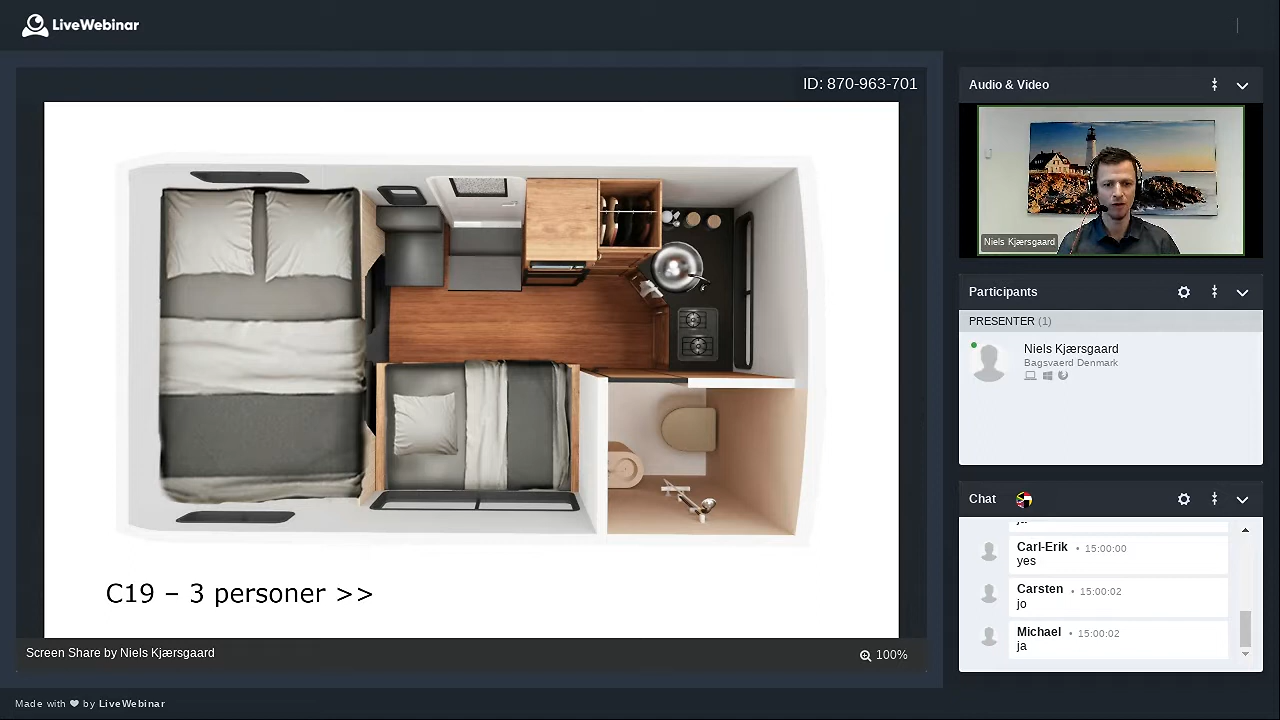 LiveWebinar
ID: 870-963-701
C19 – 3 personer >>
Screen Share by Niels Kjærsgaard
100%
Made with ❤ by LiveWebinar
Audio & Video
Niels Kjærsgaard
Participants
PRESENTER (1)
Niels Kjærsgaard
Bagsvaerd Denmark
Chat
ja
Carl-Erik • 15:00:00
yes
Carsten • 15:00:02
jo
Michael • 15:00:02
ja